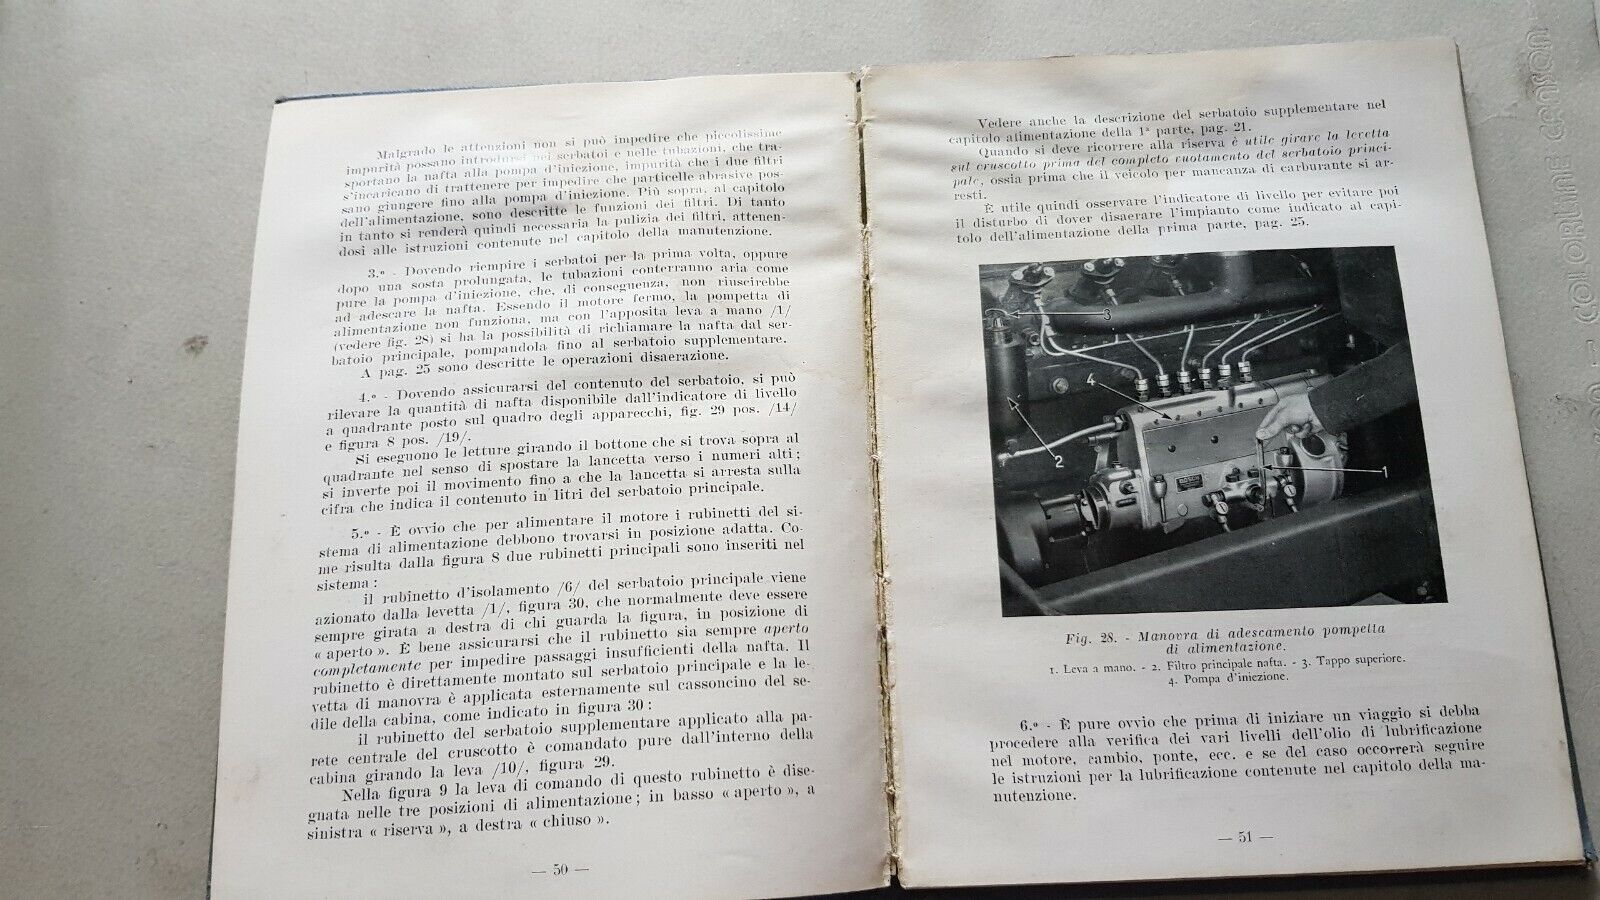 Malgrado le attenzioni non si può impedire che piccolissime
impurità possano introdursi nei serbatoi e nelle tubazioni, che tra-
sportano la nafta alla pompa d'iniezione, impurità che i due filtri
s'incaricano di trattenere per impedire che particelle abrasive pos-
sano giungere fino alla pompa d'iniezione. Più sopra, al capitolo
dell'alimentazione, sono descritte le funzioni dei filtri. Di tanto
in tanto si renderà quindi necessaria la pulizia dei filtri, attenen-
dosi alle istruzioni contenute nel capitolo della manutenzione.
3.° - Dovendo riempire i serbatoi per la prima volta, oppure
dopo una sosta prolungata, le tubazioni conterranno aria come
pure la pompa d'iniezione, che, di conseguenza, non riuscirebbe
ad adescare la nafta. Essendo il motore fermo, la pompetta di
alimentazione non funziona, ma con l'apposita leva a mano /1/
(vedere fig. 28) si ha la possibilità di richiamare la nafta dal ser-
batoio principale, pompandola fino al serbatoio supplementare.
A pag. 25 sono descritte le operazioni disaerazione.
4.° - Dovendo assicurarsi del contenuto del serbatoio, si può
rilevare la quantità di nafta disponibile dall'indicatore di livello
a quadrante posto sul quadro degli apparecchi, fig. 29 pos. /14/
e figura 8 pos. /19/.
Si eseguono le letture girando il bottone che si trova sopra al
quadrante nel senso di spostare la lancetta verso i numeri alti;
si inverte poi il movimento fino a che la lancetta si arresta sulla
cifra che indica il contenuto in litri del serbatoio principale.
5.° - È ovvio che per alimentare il motore i rubinetti del si-
stema di alimentazione debbono trovarsi in posizione adatta. Co-
me risulta dalla figura 8 due rubinetti principali sono inseriti nel
sistema:
il rubinetto d'isolamento /6/ del serbatoio principale viene
azionato dalla levetta /1/, figura 30, che normalmente deve essere
sempre girata a destra di chi guarda la figura, in posizione di
« aperto ». È bene assicurarsi che il rubinetto sia sempre aperto
completamente per impedire passaggi insufficienti della nafta. Il
rubinetto è direttamente montato sul serbatoio principale e la le-
vetta di manovra è applicata esternamente sul cassoncino del se-
dile della cabina, come indicato in figura 30:
il rubinetto del serbatoio supplementare applicato alla pa-
rete centrale del cruscotto è comandato pure dall'interno della
cabina girando la leva /10/, figura 29.
Nella figura 9 la leva di comando di questo rubinetto è dise-
gnata nelle tre posizioni di alimentazione; in basso « aperto », a
sinistra « riserva », a destra « chiuso ».
— 50 —
Vedere anche la descrizione del serbatoio supplementare nel
capitolo alimentazione della 1ª parte, pag. 21.
Quando si deve ricorrere alla riserva è utile girare la levetta
sul cruscotto prima del completo vuotamento del serbatoio princi-
pale, ossia prima che il veicolo per mancanza di carburante si ar-
resti.
È utile quindi osservare l'indicatore di livello per evitare poi
il disturbo di dover disaerare l'impianto come indicato al capi-
tolo dell'alimentazione della prima parte, pag. 25.
3
4
2
1
BOSCH
Fig. 28. - Manovra di adescamento pompetta
di alimentazione.
1. Leva a mano. - 2. Filtro principale nafta. - 3. Tappo superiore.
4. Pompa d'iniezione.
6.° - È pure ovvio che prima di iniziare un viaggio si debba
procedere alla verifica dei vari livelli dell'olio di lubrificazione
nel motore, cambio, ponte, ecc. e se del caso occorrerà seguire
le istruzioni per la lubrificazione contenute nel capitolo della ma-
nutenzione.
— 51 —